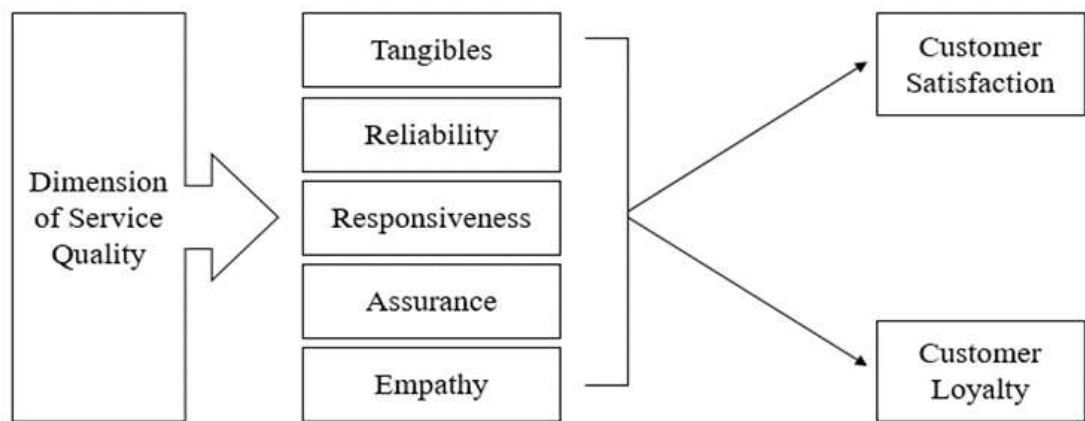 Dimension
of Service
Quality
Tangibles
Reliability
Responsiveness
Assurance
Empathy
Customer
Satisfaction
Customer
Loyalty